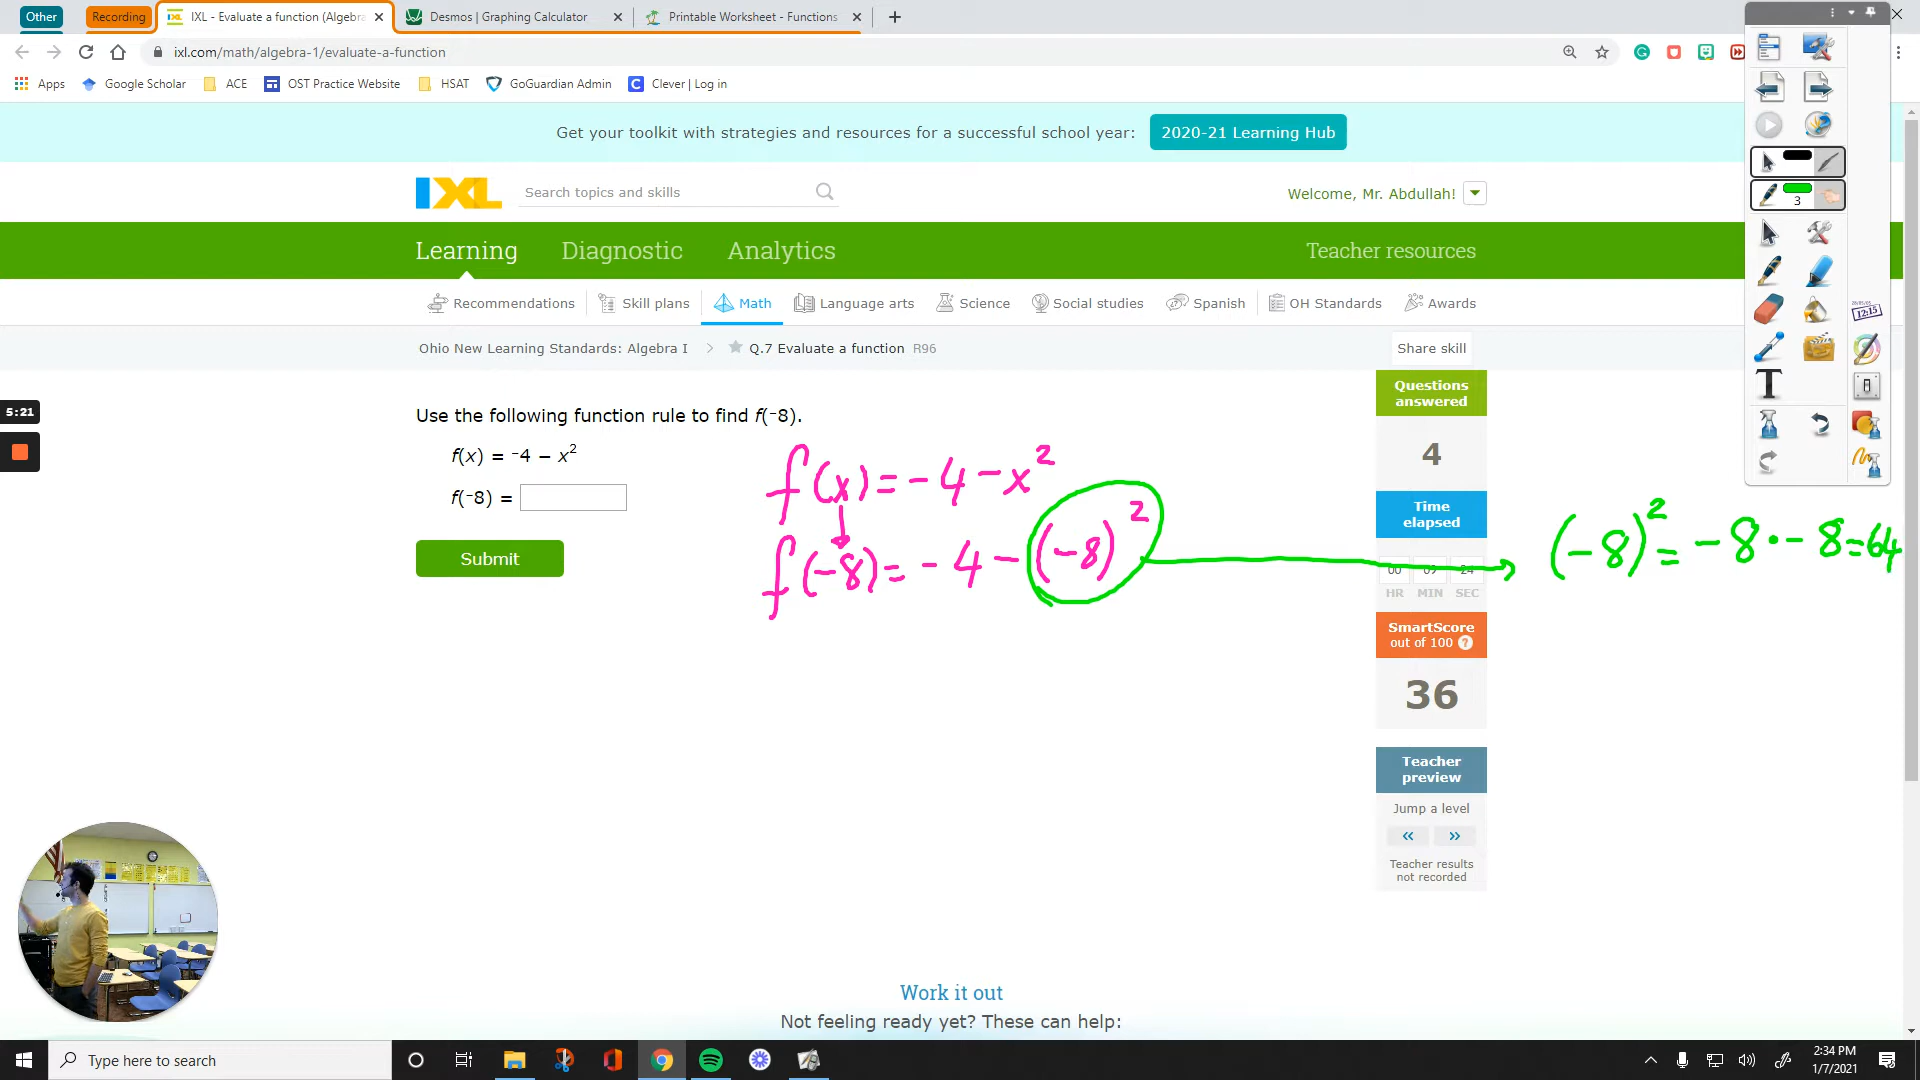 Other
Recording
IXL - Evaluate a function (Algebra
Desmos | Graphing Calculator
Printable Worksheet - Functions
ixl.com/math/algebra-1/evaluate-a-function
Apps
Google Scholar
ACE
OST Practice Website
HSAT
GoGuardian Admin
Clever | Log in
Get your toolkit with strategies and resources for a successful school year:
2020-21 Learning Hub
IXL
Search topics and skills
Welcome, Mr. Abdullah!
Learning
Diagnostic
Analytics
Teacher resources
Recommendations
Skill plans
Math
Language arts
Science
Social studies
Spanish
OH Standards
Awards
Ohio New Learning Standards: Algebra I
Q.7 Evaluate a function R96
Share skill
3
12:15
T
5:21
Use the following function rule to find f(⁻8).
f(x) = ⁻4 − x²
f(⁻8) =
Submit
f(x) = -4 - x²
f(-8) = -4 - (-8)²
(-8)² = -8 · -8 = 64
Questions
answered
4
Time
elapsed
00 09 24
HR MIN SEC
SmartScore
out of 100 ?
36
Teacher
preview
Jump a level
Teacher results
not recorded
Work it out
Not feeling ready yet? These can help:
Type here to search
2:34 PM
1/7/2021